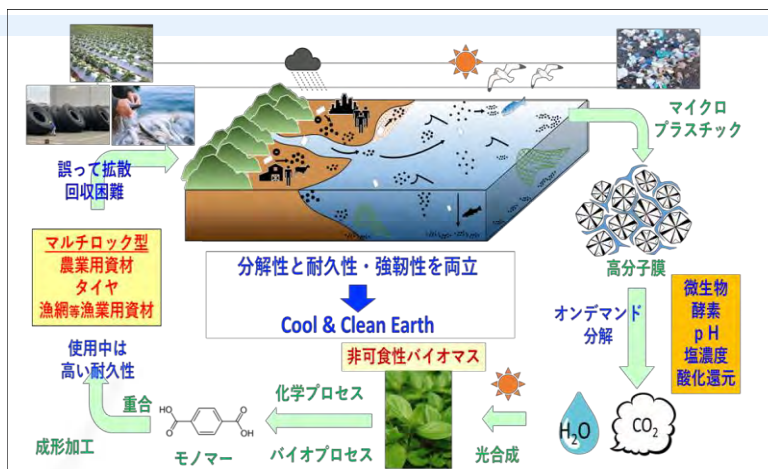 マイクロ
プラスチック
誤って拡散
回収困難
マルチロック型
農業用資材
タイヤ
漁網等漁業用資材
使用中は
高い耐久性
分解性と耐久性・強靭性を両立
Cool & Clean Earth
高分子膜
オンデマンド
分解
微生物
酵素
pH
塩濃度
酸化還元
非可食性バイオマス
化学プロセス
バイオプロセス
光合成
H2O
CO2
重合
成形加工
HO
O
O
OH
モノマー